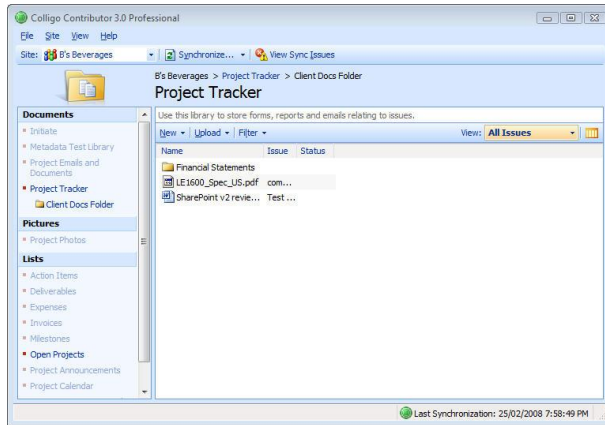 Colligo Contributor 3.0 Professional
File Site View Help
Site: B's Beverages Synchronize... View Sync Issues
B's Beverages > Project Tracker > Client Docs Folder
Project Tracker
Documents
Initiate
Metadata Test Library
Project Emails and
Documents
Project Tracker
Client Docs Folder
Pictures
Project Photos
Lists
Action Items
Deliverables
Expenses
Invoices
Milestones
Open Projects
Project Announcements
Project Calendar
Use this library to store forms, reports and emails relating to issues.
New Upload Filter View: All Issues
Name Issue Status
Financial Statements
LE1600_Spec_US.pdf com...
SharePoint v2 revie... Test ...
Last Synchronization: 25/02/2008 7:58:49 PM